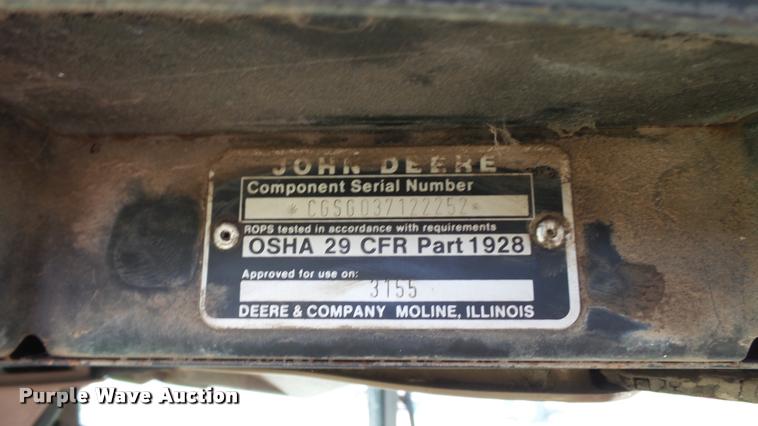 JOHN DEERE
Component Serial Number
*CGSG037122252*
ROPS tested in accordance with requirements
OSHA 29 CFR Part 1928
Approved for use on:
3155
DEERE & COMPANY MOLINE, ILLINOIS
Purple Wave Auction